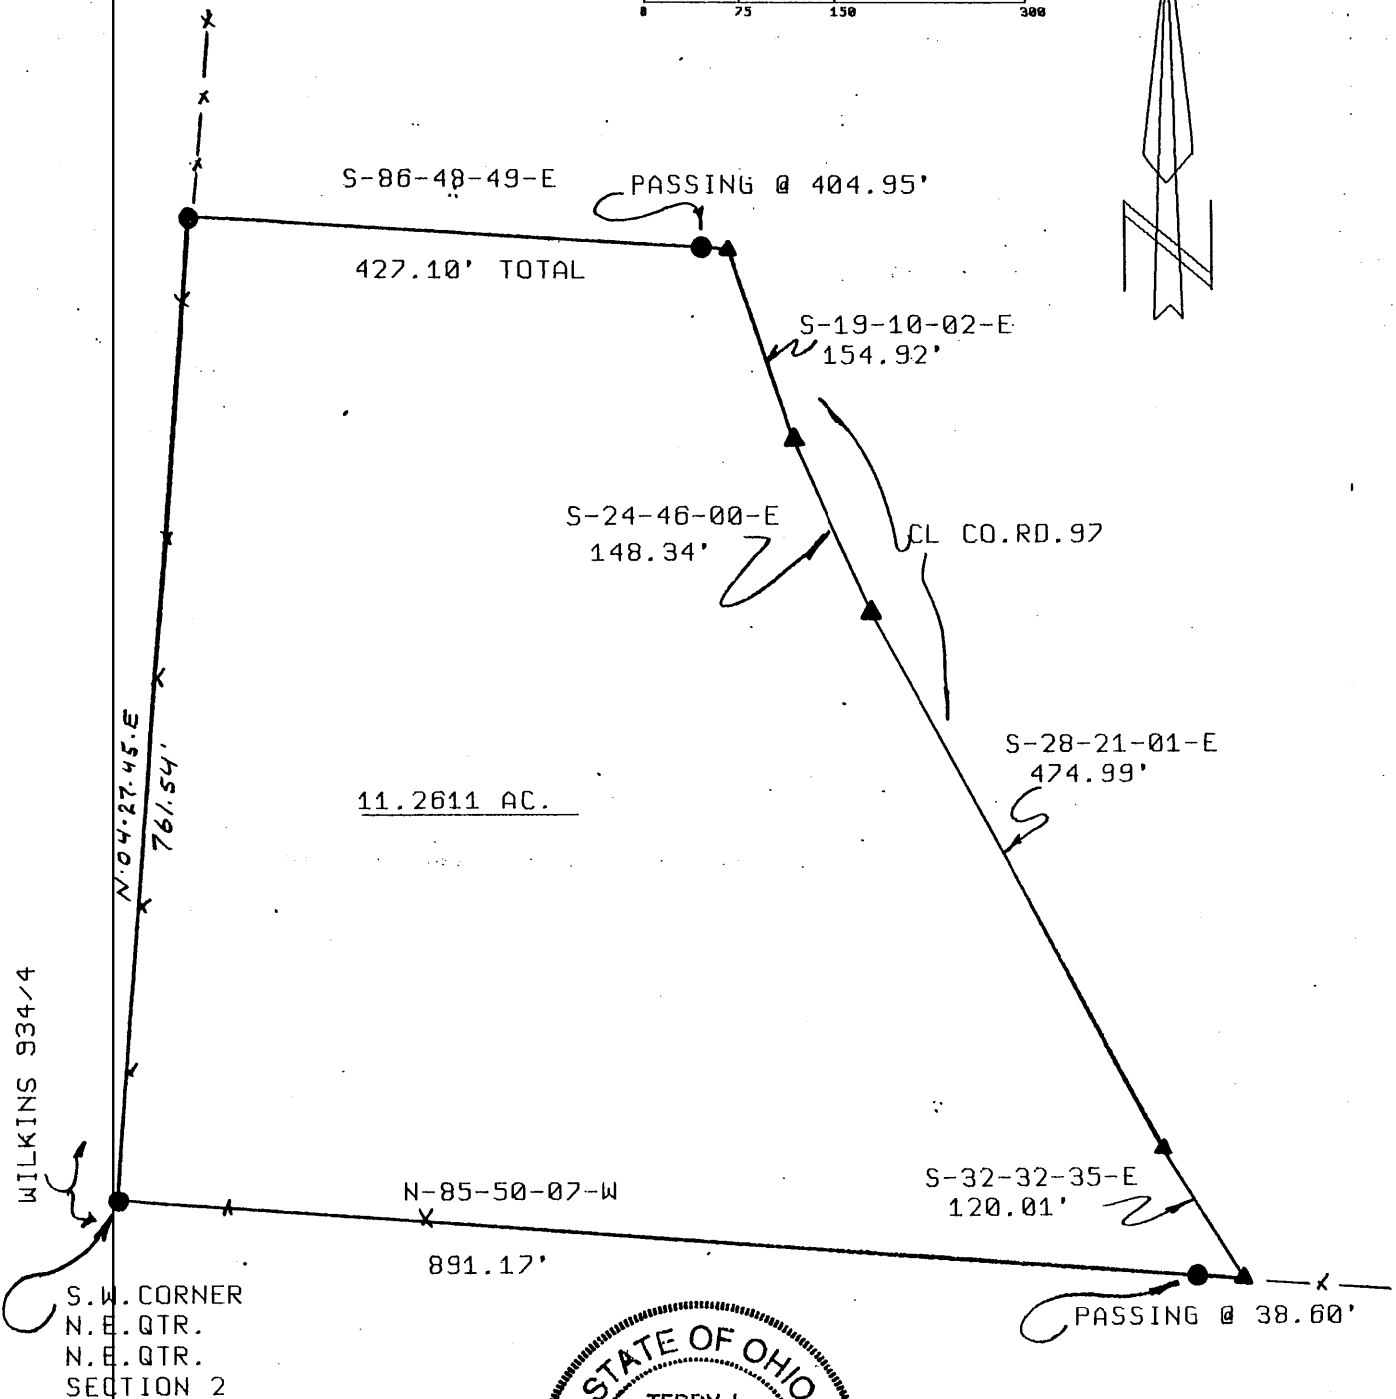 0 75 150 300
S-86-48-49-E
PASSING @ 404.95'
427.10' TOTAL
S-19-10-02-E
154.92'
S-24-46-00-E
148.34'
CL CO.RD.97
S-28-21-01-E
474.99'
N.04.27.45.E
761.54'
11.2611 AC.
WILKINS 934/4
S-32-32-35-E
120.01'
N-85-50-07-W
891.17'
PASSING @ 38.60'
S.W.CORNER
N.E.QTR.
N.E.QTR.
SECTION 2
STATE OF OHIO